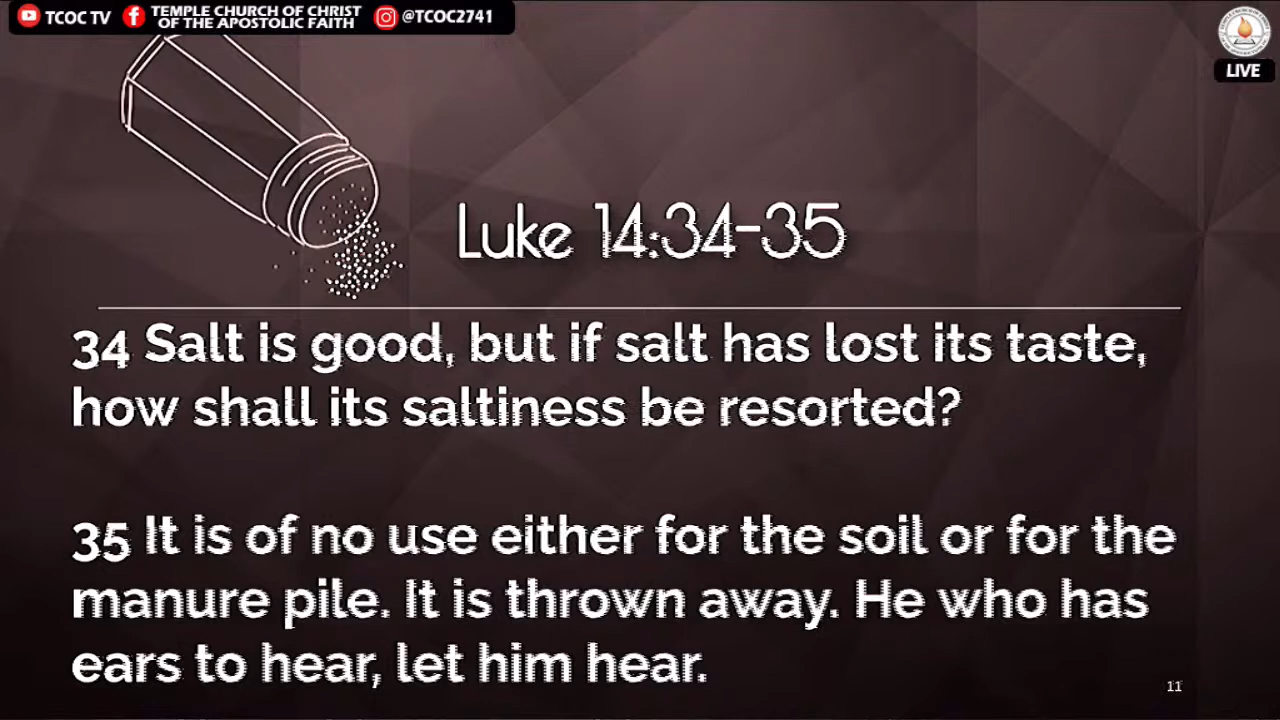 TCOC TV
TEMPLE CHURCH OF CHRIST
OF THE APOSTOLIC FAITH
@TCOC2741
LIVE
Luke 14:34-35
34 Salt is good, but if salt has lost its taste,
how shall its saltiness be resorted?
35 It is of no use either for the soil or for the
manure pile. It is thrown away. He who has
ears to hear, let him hear.
11